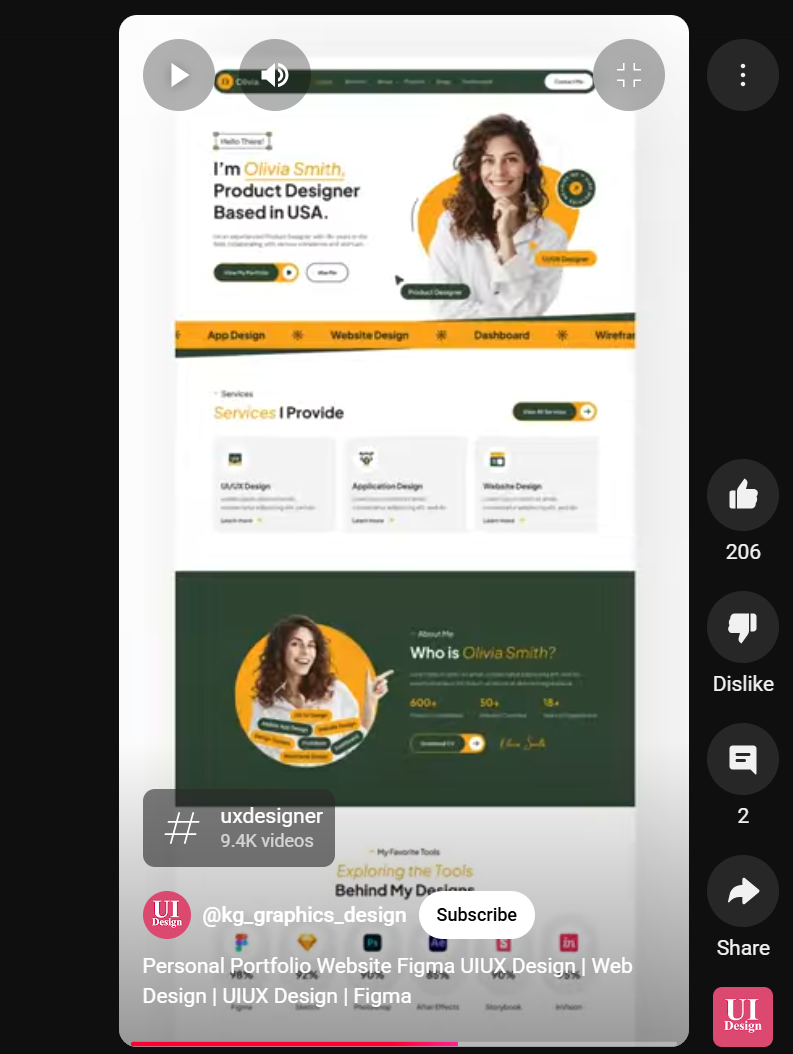 Olivia
Contact Me
Hello There!
I'm Olivia Smith,
Product Designer
Based in USA.
View My Portfolio
Hire Me
UI/UX Designer
Product Designer
App Design
Website Design
Dashboard
Wirefram
Services
Services I Provide
View All Services
UI/UX Design
Application Design
Website Design
Learn more
Learn more
Learn more
About Me
Who is Olivia Smith?
600+
50+
18+
Download CV
Olivia Smith
uxdesigner
9.4K videos
My Favorite Tools
Exploring the Tools
Behind My Designs
UI
Design
@kg_graphics_design
Subscribe
Ps
Ae
S
in
98%
92%
90%
85%
90%
Personal Portfolio Website Figma UIUX Design | Web
Design | UIUX Design | Figma
Figma
Sketch
Photoshop
After Effects
Storybook
InVision
206
Dislike
2
Share
UI
Design